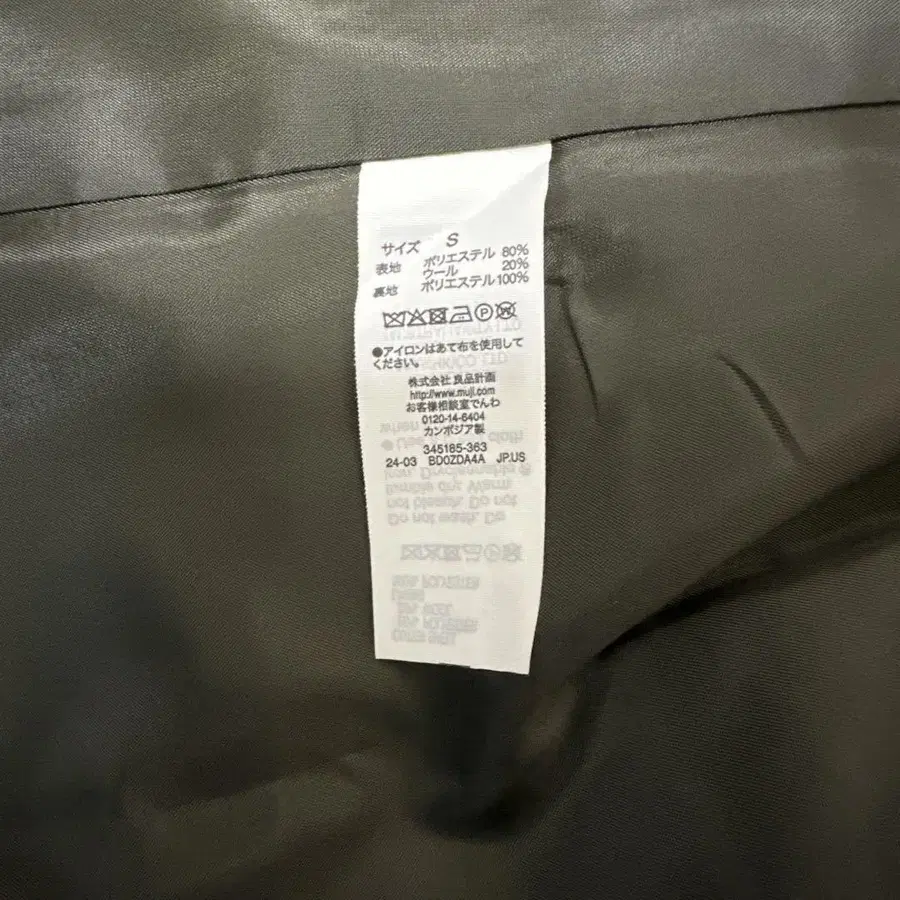 サイズ S
表地 ポリエステル 80%
ウール 20%
裏地 ポリエステル100%
●アイロンはあて布を使用して
ください。
株式会社 良品計画
http://www.muji.com
お客様相談室でんわ
0120-14-6404
カンボジア製
345185-363
24-03 BD0ZDA4A JP.US